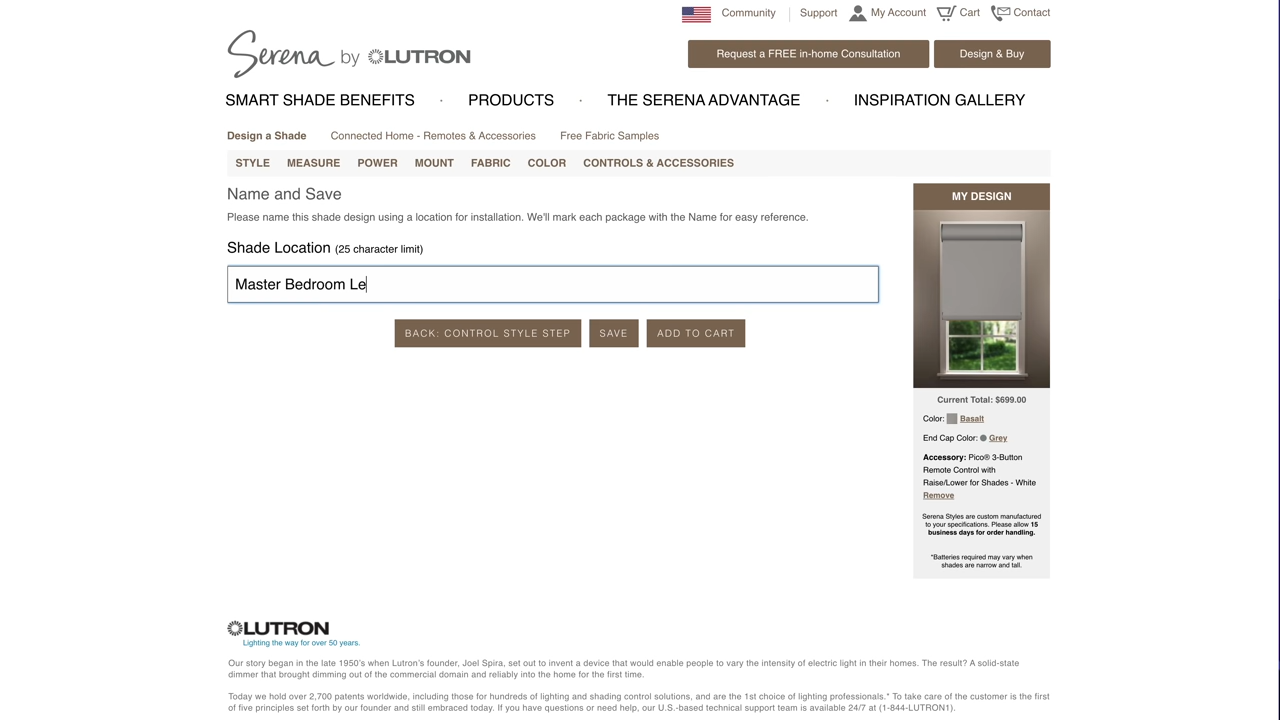 Community
Support
My Account
Cart
Contact
Serena by LUTRON
Request a FREE in-home Consultation
Design & Buy
SMART SHADE BENEFITS · PRODUCTS · THE SERENA ADVANTAGE · INSPIRATION GALLERY
Design a Shade
Connected Home - Remotes & Accessories
Free Fabric Samples
STYLE MEASURE POWER MOUNT FABRIC COLOR CONTROLS & ACCESSORIES
Name and Save
Please name this shade design using a location for installation. We'll mark each package with the Name for easy reference.
Shade Location (25 character limit)
Master Bedroom Le
BACK: CONTROL STYLE STEP
SAVE
ADD TO CART
MY DESIGN
Current Total: $699.00
Color: Basalt
End Cap Color: Grey
Accessory: Pico® 3-Button
Remote Control with
Raise/Lower for Shades - White
Remove
Serena Styles are custom manufactured
to your specifications. Please allow 15
business days for order handling.
*Batteries required may vary when
shades are narrow and tall.
LUTRON
Lighting the way for over 50 years.
Our story began in the late 1950's when Lutron's founder, Joel Spira, set out to invent a device that would enable people to vary the intensity of electric light in their homes. The result? A solid-state
dimmer that brought dimming out of the commercial domain and reliably into the home for the first time.
Today we hold over 2,700 patents worldwide, including those for hundreds of lighting and shading control solutions, and are the 1st choice of lighting professionals.* To take care of the customer is the first
of five principles set forth by our founder and still embraced today. If you have questions or need help, our U.S.-based technical support team is available 24/7 at (1-844-LUTRON1).